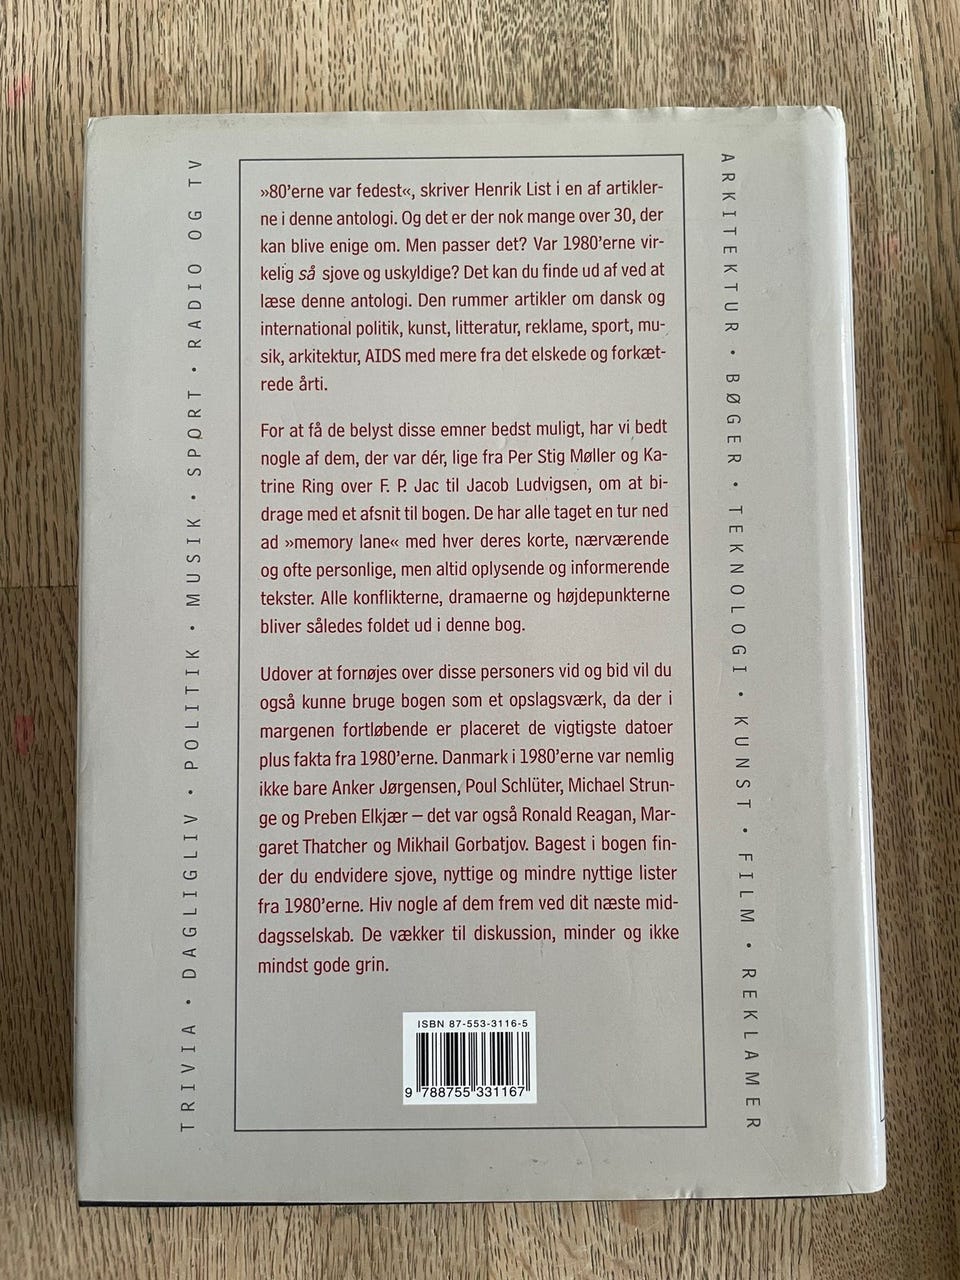 TRIVIA • DAGLIGLIV • POLITIK • MUSIK • SPORT • RADIO OG TV
»80'erne var fedest«, skriver Henrik List i en af artikler-
ne i denne antologi. Og det er der nok mange over 30, der
kan blive enige om. Men passer det? Var 1980'erne vir-
kelig så sjove og uskyldige? Det kan du finde ud af ved at
læse denne antologi. Den rummer artikler om dansk og
international politik, kunst, litteratur, reklame, sport, mu-
sik, arkitektur, AIDS med mere fra det elskede og forkæt-
rede årti.
For at få de belyst disse emner bedst muligt, har vi bedt
nogle af dem, der var dér, lige fra Per Stig Møller og Ka-
trine Ring over F. P. Jac til Jacob Ludvigsen, om at bi-
drage med et afsnit til bogen. De har alle taget en tur ned
ad »memory lane« med hver deres korte, nærværende
og ofte personlige, men altid oplysende og informerende
tekster. Alle konflikterne, dramaerne og højdepunkterne
bliver således foldet ud i denne bog.
Udover at fornøjes over disse personers vid og bid vil du
også kunne bruge bogen som et opslagsværk, da der i
margenen fortløbende er placeret de vigtigste datoer
plus fakta fra 1980'erne. Danmark i 1980'erne var nemlig
ikke bare Anker Jørgensen, Poul Schlüter, Michael Strun-
ge og Preben Elkjær – det var også Ronald Reagan, Mar-
garet Thatcher og Mikhail Gorbatjov. Bagest i bogen fin-
der du endvidere sjove, nyttige og mindre nyttige lister
fra 1980'erne. Hiv nogle af dem frem ved dit næste mid-
dagsselskab. De vækker til diskussion, minder og ikke
mindst gode grin.
ISBN 87-553-3116-5
9 788755 331167
ARKITEKTUR • BØGER • TEKNOLOGI • KUNST • FILM • REKLAMER